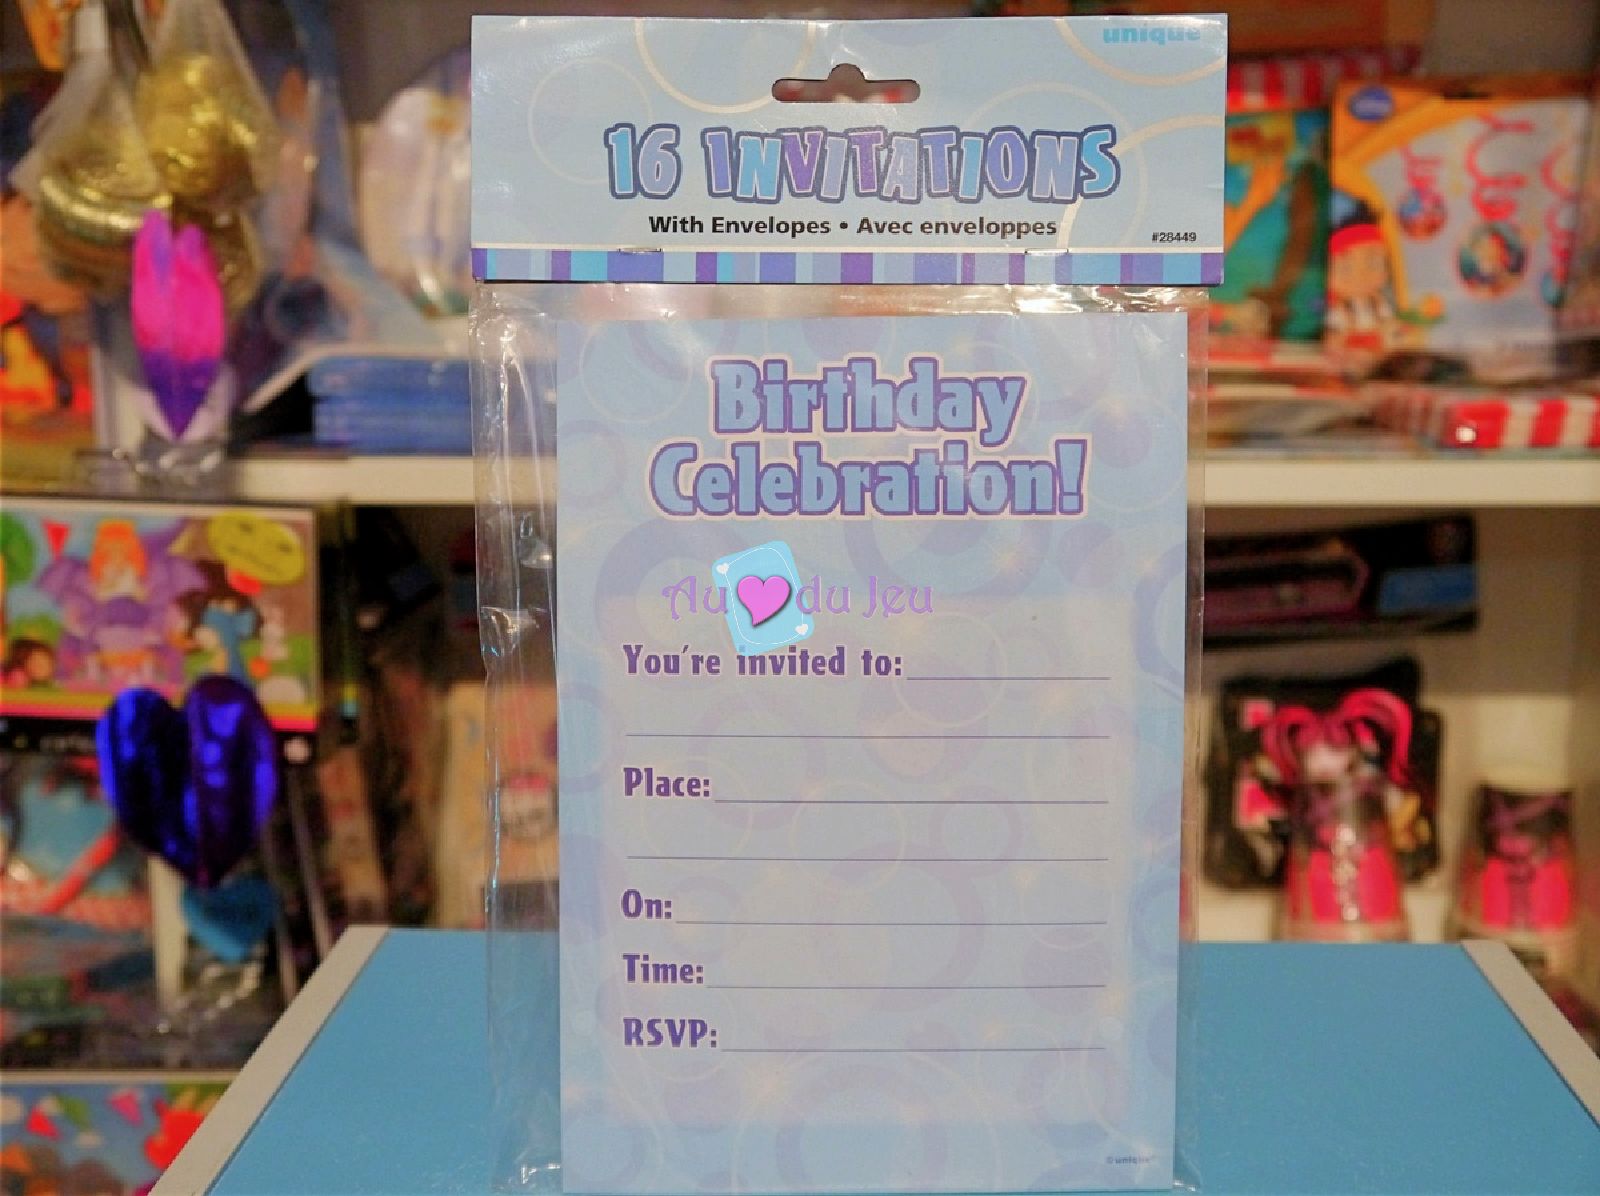 unique
16 INVITATIONS
With Envelopes • Avec enveloppes
#28449
Birthday
Celebration!
Au du Jeu
You're invited to:
Place:
On:
Time:
RSVP:
©unique